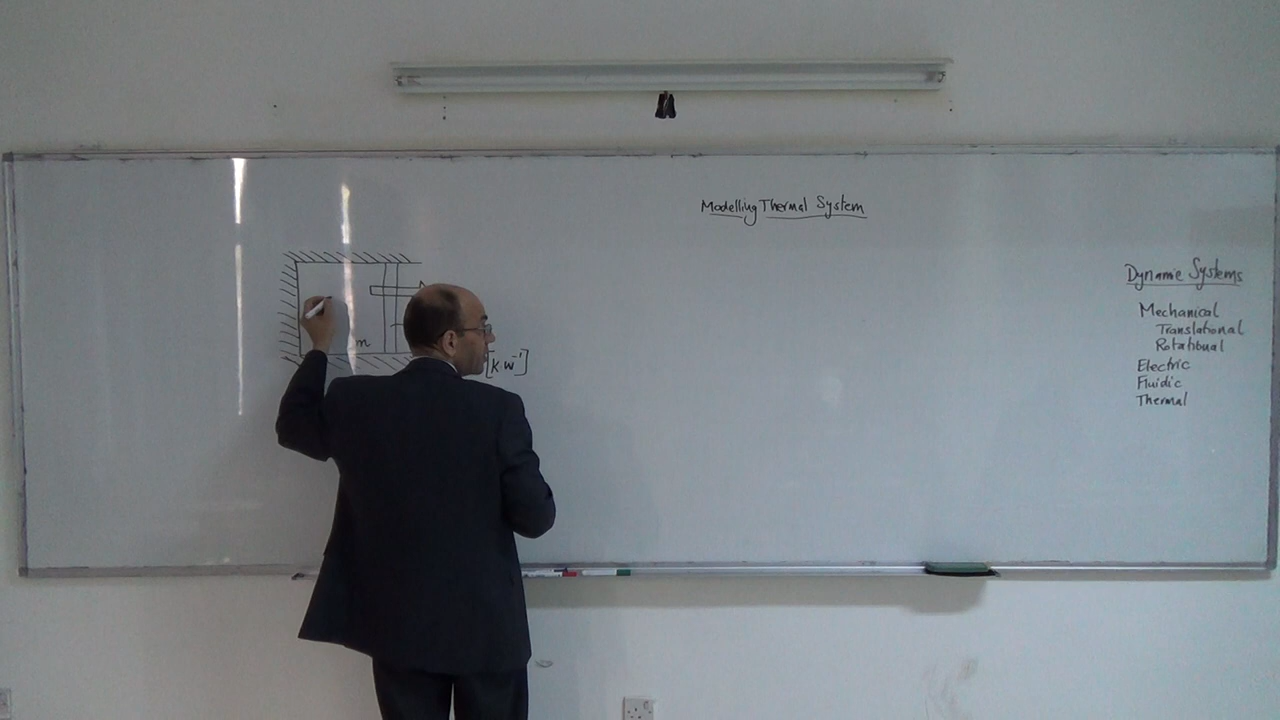 Modelling Thermal System
m
[K.W⁻¹]
Dynamic Systems
Mechanical
Translational
Rotational
Electric
Fluidic
Thermal